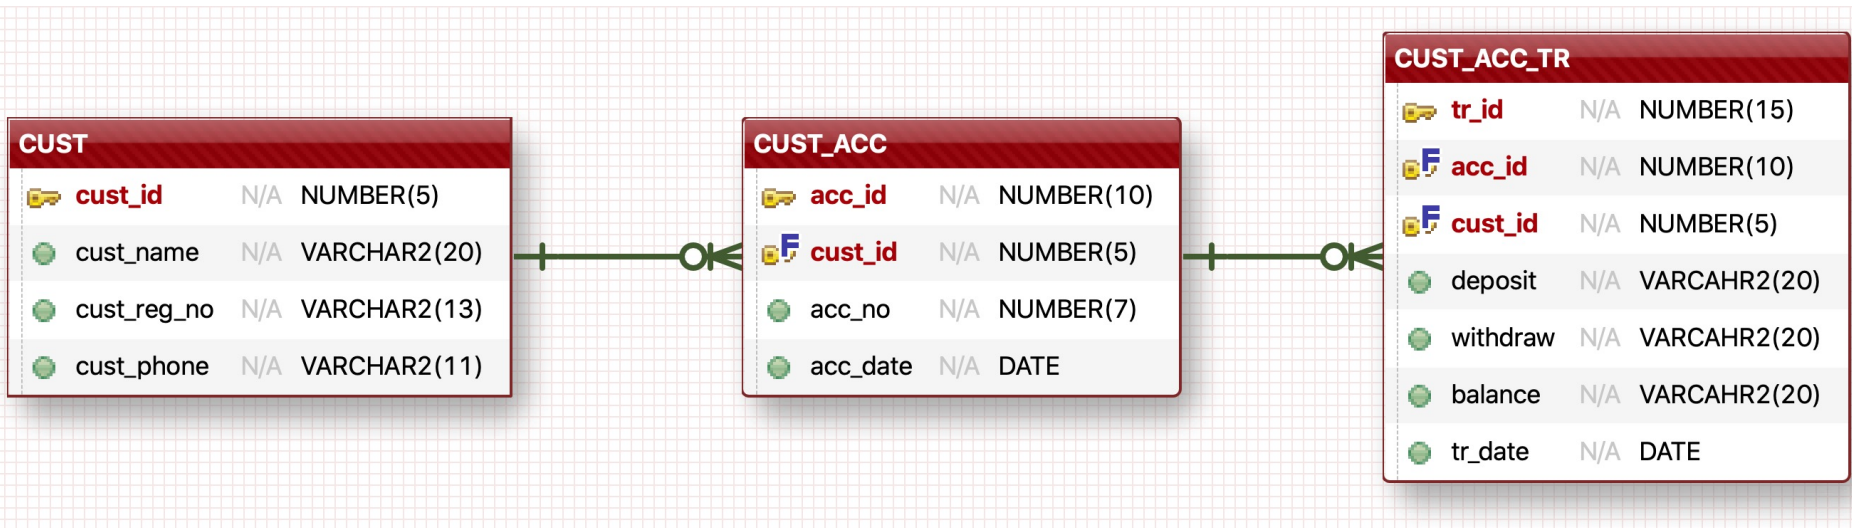 CUST
cust_id N/A NUMBER(5)
cust_name N/A VARCHAR2(20)
cust_reg_no N/A VARCHAR2(13)
cust_phone N/A VARCHAR2(11)
CUST_ACC
acc_id N/A NUMBER(10)
F cust_id N/A NUMBER(5)
acc_no N/A NUMBER(7)
acc_date N/A DATE
CUST_ACC_TR
tr_id N/A NUMBER(15)
F acc_id N/A NUMBER(10)
F cust_id N/A NUMBER(5)
deposit N/A VARCAHR2(20)
withdraw N/A VARCAHR2(20)
balance N/A VARCAHR2(20)
tr_date N/A DATE